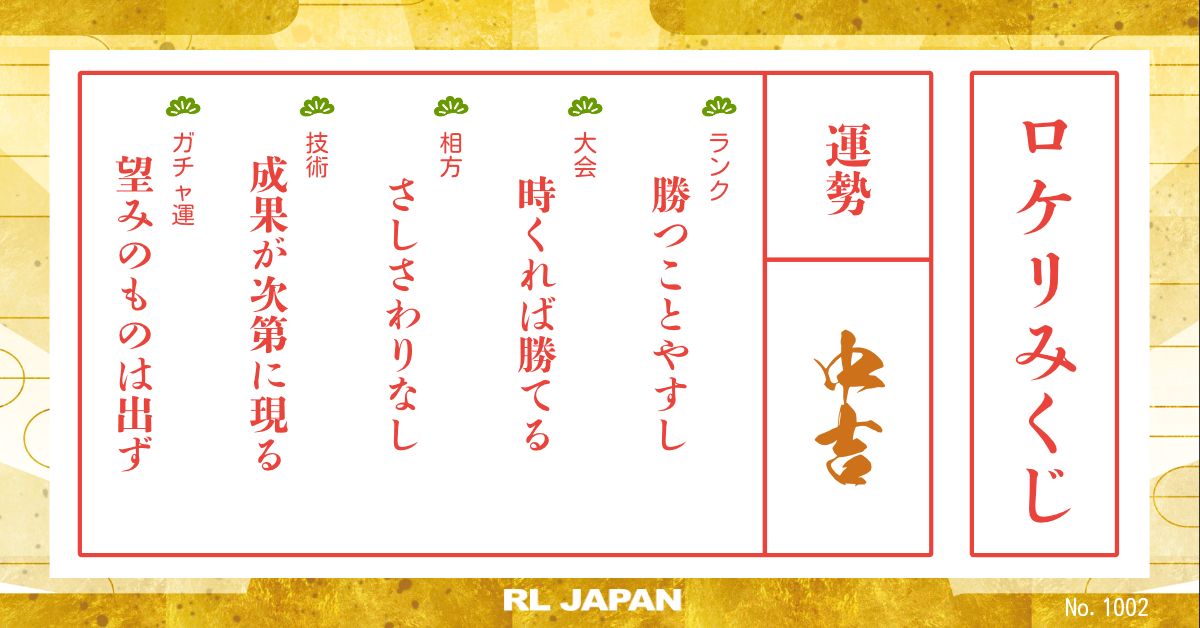 ロケリみくじ
運勢
中吉
ランク
勝つことやすし
大会
時くれば勝てる
相方
さしさわりなし
技術
成果が次第に現る
ガチャ運
望みのものは出ず
RL JAPAN
No. 1002